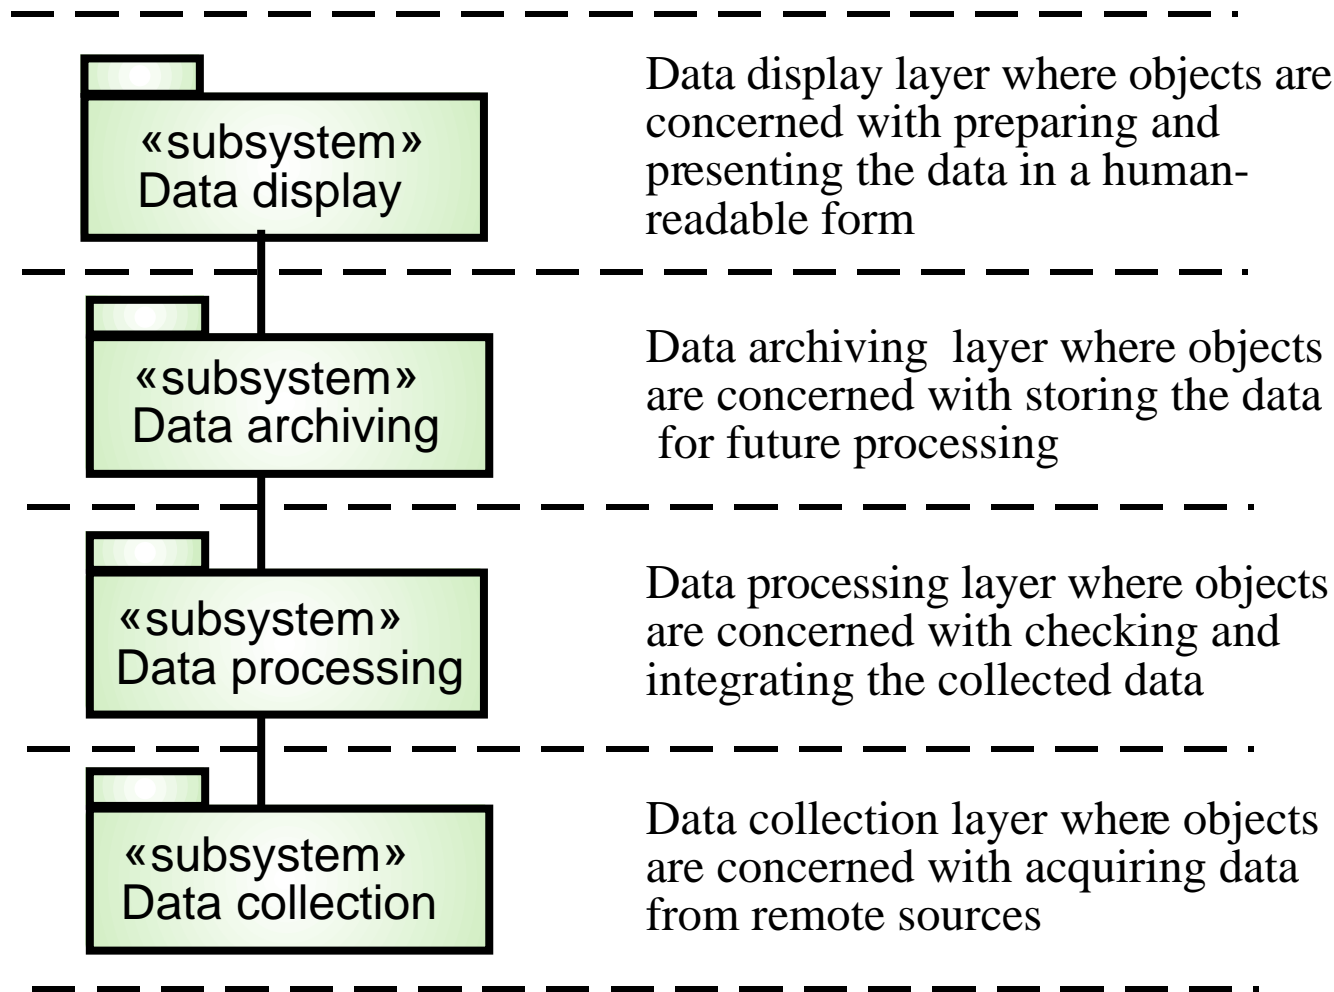 «subsystem»
Data display
Data display layer where objects are
concerned with preparing and
presenting the data in a human-
readable form
«subsystem»
Data archiving
Data archiving layer where objects
are concerned with storing the data
for future processing
«subsystem»
Data processing
Data processing layer where objects
are concerned with checking and
integrating the collected data
«subsystem»
Data collection
Data collection layer where objects
are concerned with acquiring data
from remote sources